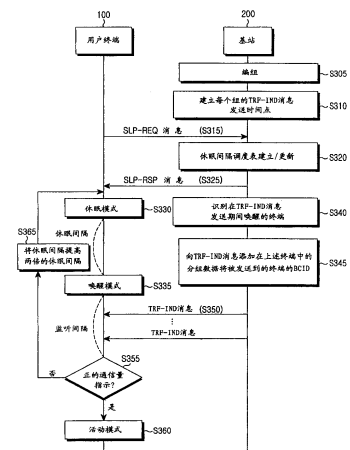 100
200
用户终端
基站
编组
S305
建立每个组的TRF-IND消息
发送时间点
S310
SLP-REQ 消息 (S315)
休眠间隔调度表建立/更新
S320
SLP-RSP 消息 (S325)
休眠模式
S330
识别在TRF-IND消息
发送期间唤醒的终端
S340
S365
将休眠间隔提高
两倍的休眠间隔
休眠间隔
向TRF-IND消息添加在上述终端中的
分组数据将被发送到的终端的BCID
S345
唤醒模式
S335
TRF-IND消息 (S350)
⋮
TRF-IND消息
监听间隔
S355
正的通信量
指示?
否
是
活动模式
S360